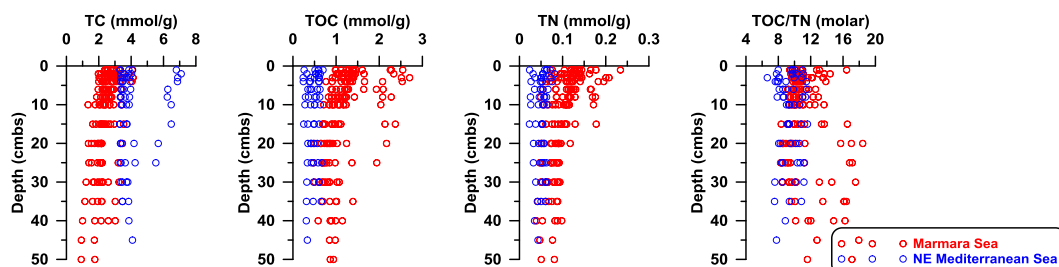 TC (mmol/g) TOC (mmol/g) TN (mmol/g) TOC/TN (molar)
0 2 4 6 8 0 1 2 3 0 0.1 0.2 0.3 4 8 12 16 20
0 0 0 0
10 10 10 10
20 20 20 20
30 30 30 30
40 40 40 40
50 50 50 50
Depth (cmbs) Depth (cmbs) Depth (cmbs) Depth (cmbs)
Marmara Sea
NE Mediterranean Sea